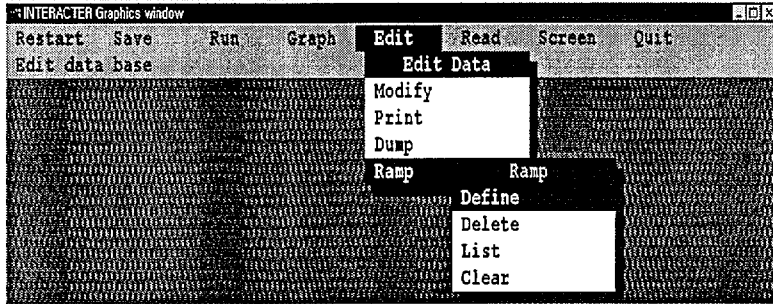 INTERACTER Graphics window
Restart Save Run Graph Edit Read Screen Quit
Edit data base
Edit Data
Modify
Print
Dump
Ramp Ramp
Define
Delete
List
Clear